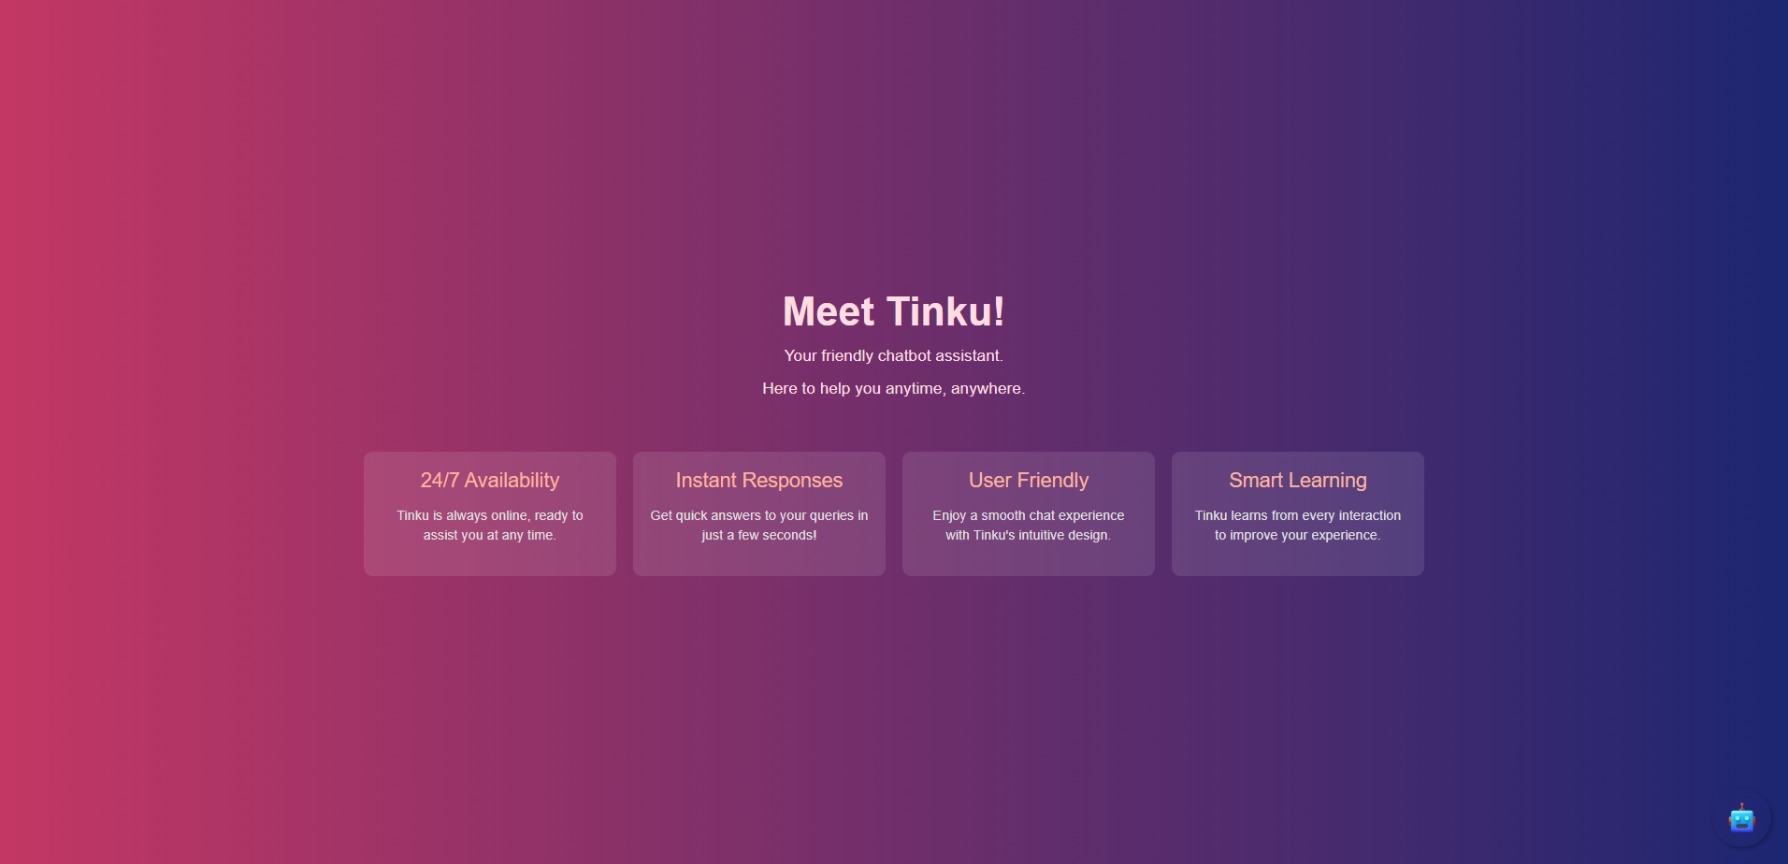 Meet Tinku!
Your friendly chatbot assistant.
Here to help you anytime, anywhere.
24/7 Availability
Tinku is always online, ready to
assist you at any time.
Instant Responses
Get quick answers to your queries in
just a few seconds!
User Friendly
Enjoy a smooth chat experience
with Tinku's intuitive design.
Smart Learning
Tinku learns from every interaction
to improve your experience.